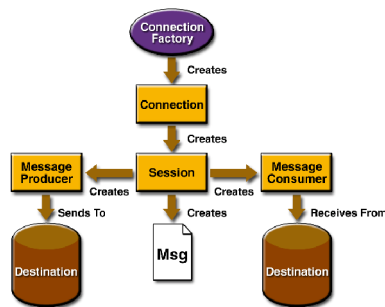 Connection
Factory
Creates
Connection
Creates
Message
Producer
Creates
Session
Creates
Message
Consumer
Sends To
Creates
Receives From
Destination
Msg
Destination